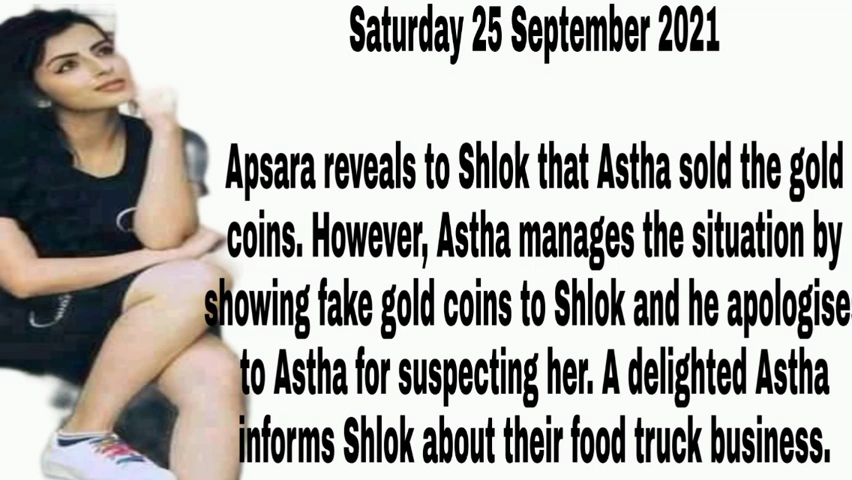 Saturday 25 September 2021
Apsara reveals to Shlok that Astha sold the gold
coins. However, Astha manages the situation by
showing fake gold coins to Shlok and he apologise
to Astha for suspecting her. A delighted Astha
informs Shlok about their food truck business.